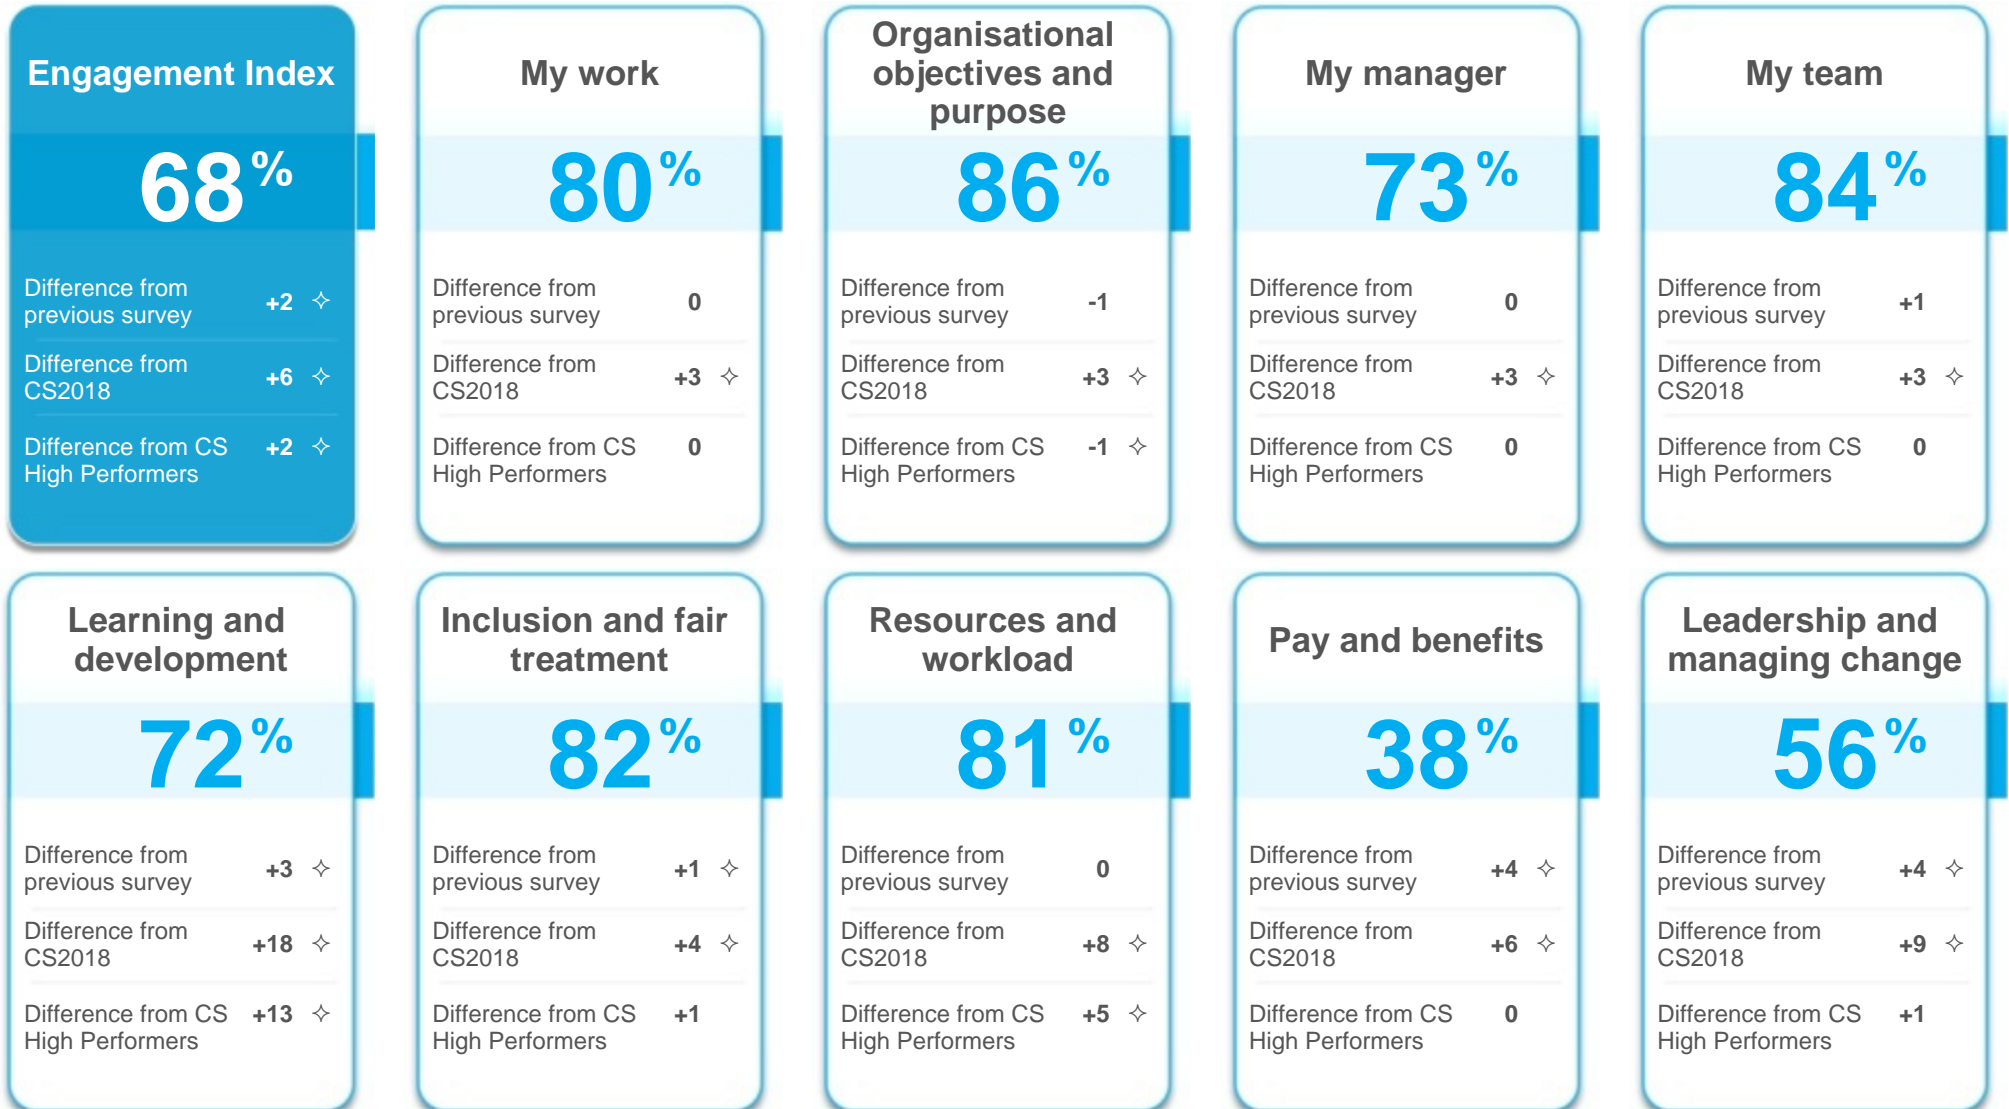 Engagement Index
68%
Difference from
previous survey
+2 ✧
Difference from
CS2018
+6 ✧
Difference from CS
High Performers
+2 ✧
My work
80%
Difference from
previous survey
0
Difference from
CS2018
+3 ✧
Difference from CS
High Performers
0
Organisational
objectives and
purpose
86%
Difference from
previous survey
-1
Difference from
CS2018
+3 ✧
Difference from CS
High Performers
-1 ✧
My manager
73%
Difference from
previous survey
0
Difference from
CS2018
+3 ✧
Difference from CS
High Performers
0
My team
84%
Difference from
previous survey
+1
Difference from
CS2018
+3 ✧
Difference from CS
High Performers
0
Learning and
development
72%
Difference from
previous survey
+3 ✧
Difference from
CS2018
+18 ✧
Difference from CS
High Performers
+13 ✧
Inclusion and fair
treatment
82%
Difference from
previous survey
+1 ✧
Difference from
CS2018
+4 ✧
Difference from CS
High Performers
+1
Resources and
workload
81%
Difference from
previous survey
0
Difference from
CS2018
+8 ✧
Difference from CS
High Performers
+5 ✧
Pay and benefits
38%
Difference from
previous survey
+4 ✧
Difference from
CS2018
+6 ✧
Difference from CS
High Performers
0
Leadership and
managing change
56%
Difference from
previous survey
+4 ✧
Difference from
CS2018
+9 ✧
Difference from CS
High Performers
+1